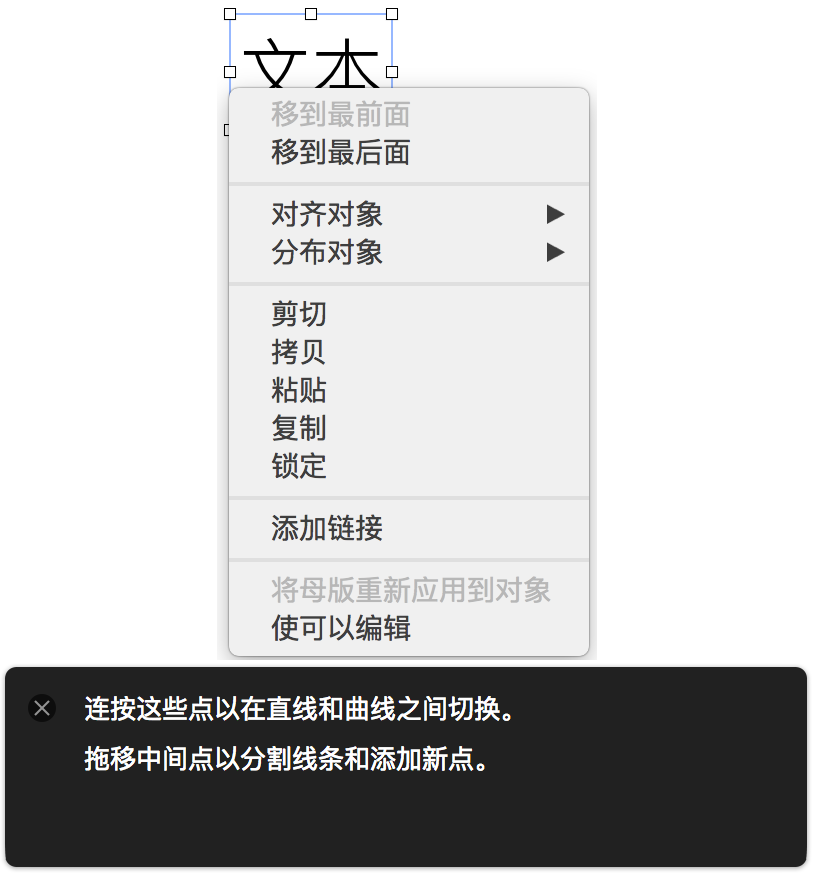 文本
移到最前面
移到最后面
对齐对象
分布对象
剪切
拷贝
粘贴
复制
锁定
添加链接
将母版重新应用到对象
使可以编辑
连按这些点以在直线和曲线之间切换。
拖移中间点以分割线条和添加新点。